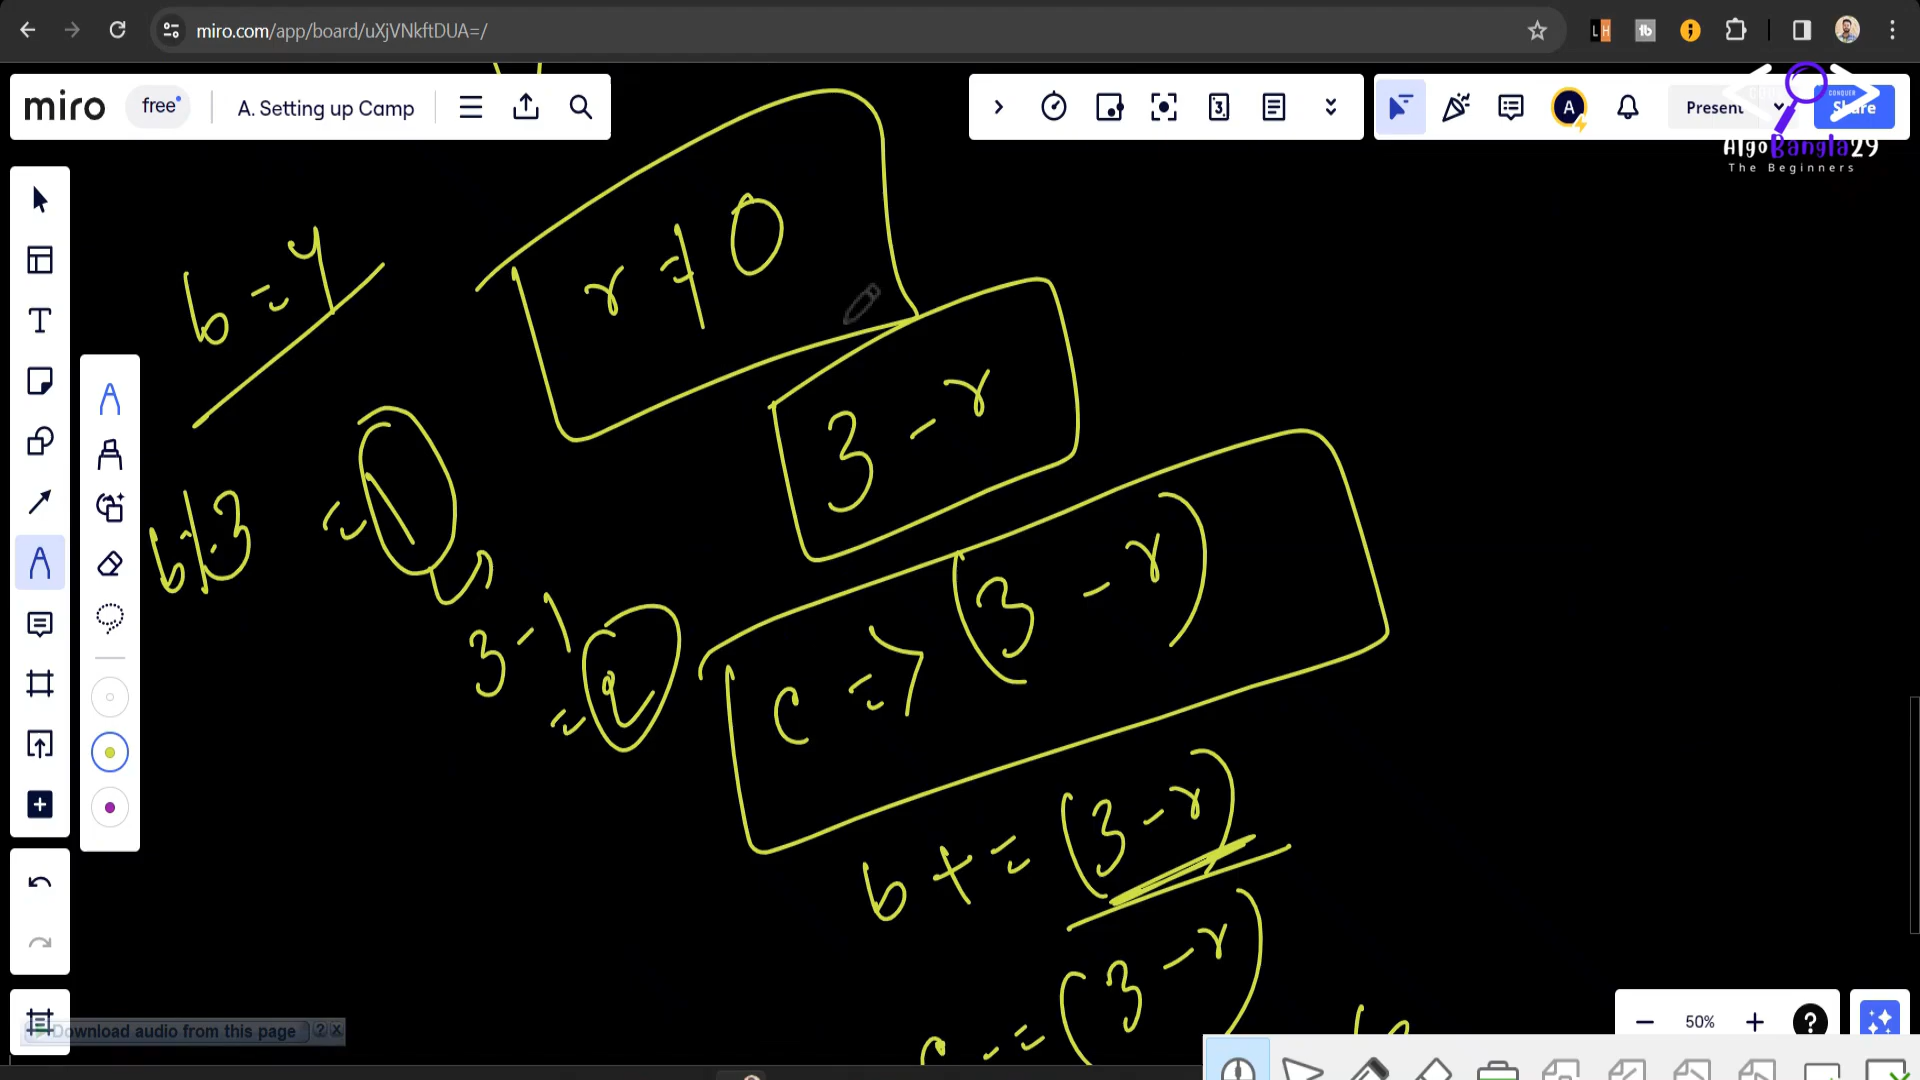 miro.com/app/board/uXjVNkftDUA=/
miro free A. Setting up Camp
Present
Share
AlgoBangla29
The Beginners
b = 4
r ≠ 0
3 - r
b % 3 = 1
3 - 1
= 2
c => (3 - r)
b += (3 - r)
c -= (3 - r)
Download audio from this page ? x
50%